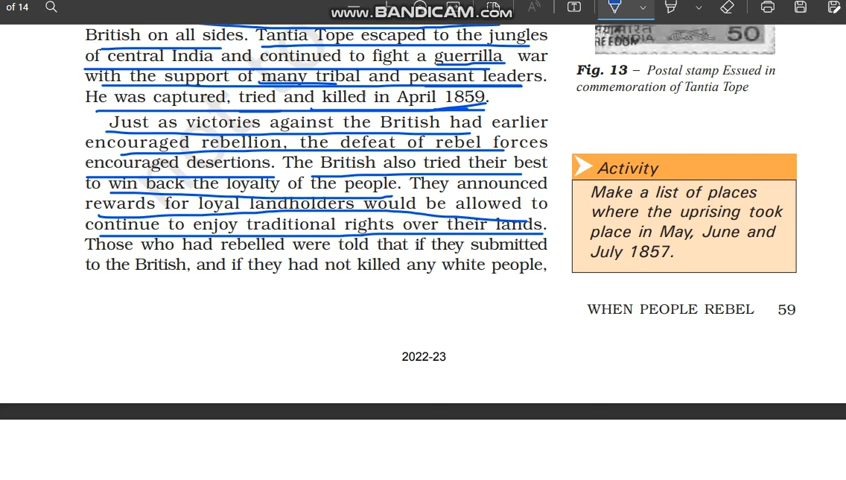 www.BANDICAM.com
of 14
British on all sides. Tantia Tope escaped to the jungles
of central India and continued to fight a guerrilla war
with the support of many tribal and peasant leaders.
He was captured, tried and killed in April 1859.
Just as victories against the British had earlier
encouraged rebellion, the defeat of rebel forces
encouraged desertions. The British also tried their best
to win back the loyalty of the people. They announced
rewards for loyal landholders would be allowed to
continue to enjoy traditional rights over their lands.
Those who had rebelled were told that if they submitted
to the British, and if they had not killed any white people,
50
INDIA
Fig. 13 – Postal stamp Essued in
commemoration of Tantia Tope
Activity
Make a list of places
where the uprising took
place in May, June and
July 1857.
WHEN PEOPLE REBEL 59
2022-23